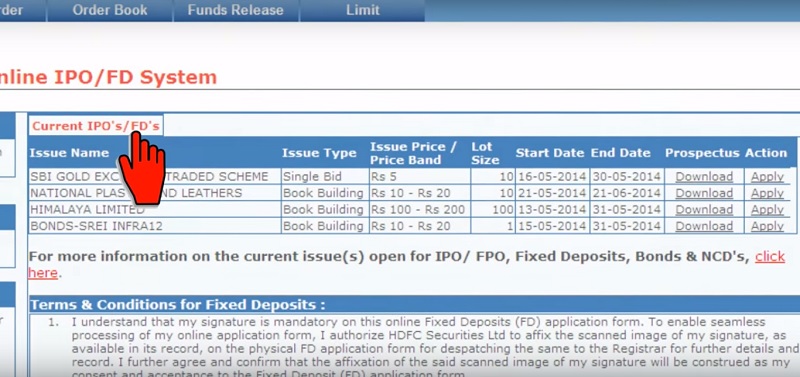 Order Book Funds Release Limit
IPO/FD System
Current IPO's/FD's
Issue Name Issue Type Issue Price / Price Band Lot Size Start Date End Date Prospectus Action
SBI GOLD TRADED SCHEME Single Bid Rs 5 10 16-05-2014 30-05-2014 Download Apply
NATIONAL LEATHERS Book Building Rs 10 - Rs 20 10 21-05-2014 21-06-2014 Download Apply
HIMALAYA LIMITED Book Building Rs 100 - Rs 200 100 13-05-2014 31-05-2014 Download Apply
BONDS-SREI INFRA12 Book Building Rs 10 - Rs 20 1 15-05-2014 31-05-2014 Download Apply
For more information on the current issue(s) open for IPO/ FPO, Fixed Deposits, Bonds & NCD's, click
here.
Terms & Conditions for Fixed Deposits :
1. I understand that my signature is mandatory on this online Fixed Deposits (FD) application form. To enable seamless
processing of my online application form, I authorize HDFC Securities Ltd to affix the scanned image of my signature, as
available in its record, on the physical FD application form for despatching the same to the Registrar for further details and
record. I further agree and confirm that the affixation of the said scanned image of my signature will be construed as my
consent and acceptance to the Fixed Deposit (FD) application form.